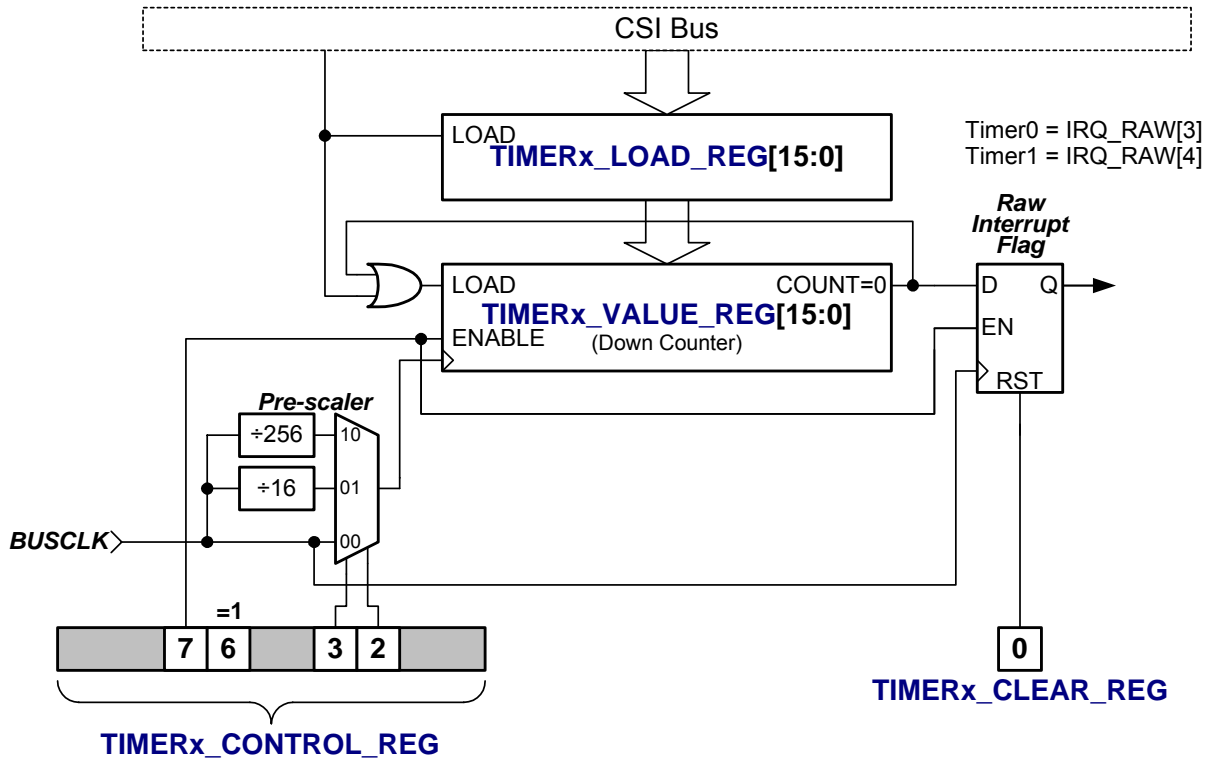 CSI Bus
LOAD
TIMERx_LOAD_REG[15:0]
Timer0 = IRQ_RAW[3]
Timer1 = IRQ_RAW[4]
Raw
Interrupt
Flag
LOAD
COUNT=0
TIMERx_VALUE_REG[15:0]
ENABLE
(Down Counter)
D
Q
EN
RST
Pre-scaler
÷256
10
÷16
01
BUSCLK
00
=1
7
6
3
2
0
TIMERx_CLEAR_REG
TIMERx_CONTROL_REG